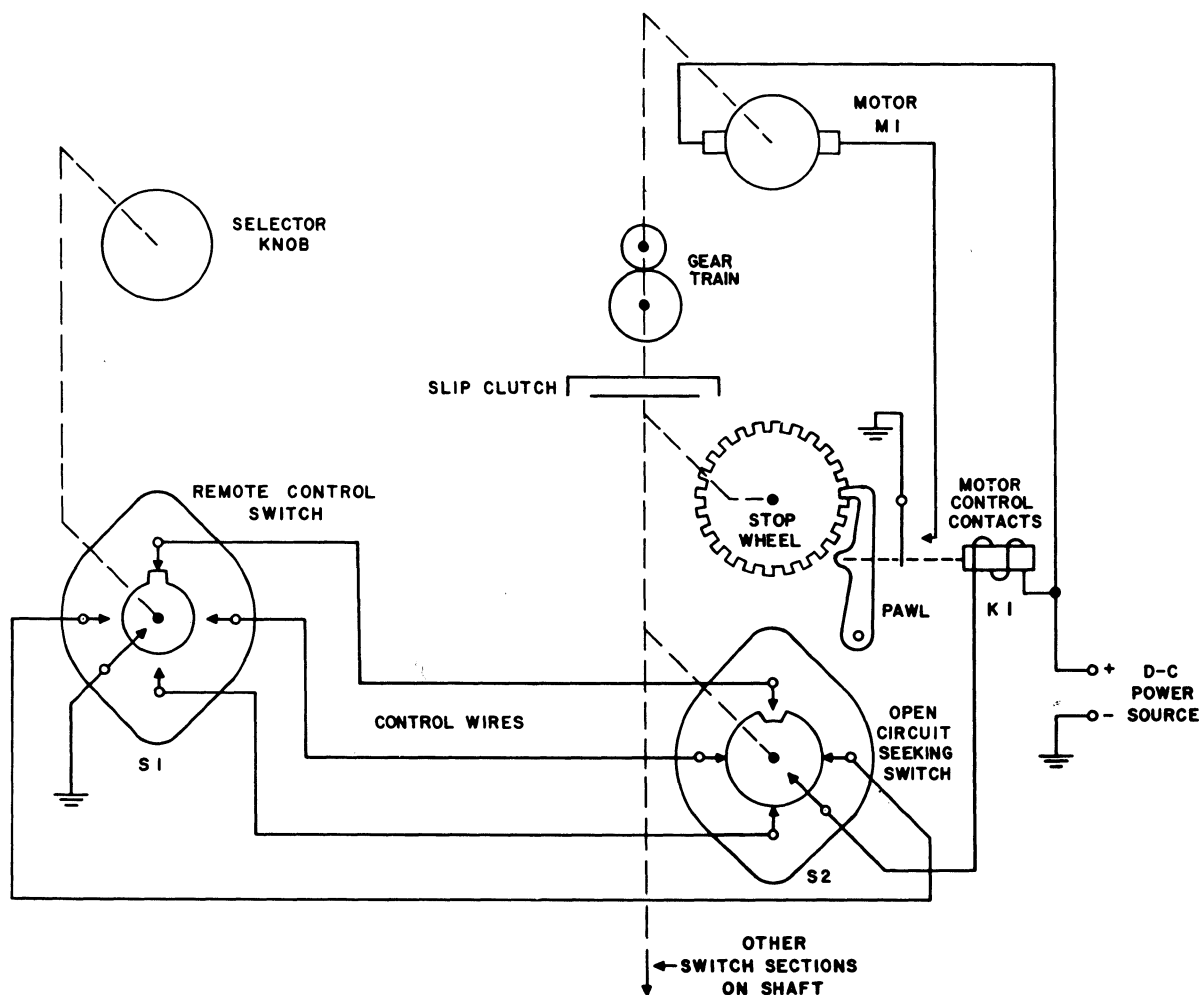 MOTOR
M1
SELECTOR
KNOB
GEAR
TRAIN
SLIP CLUTCH
REMOTE CONTROL
SWITCH
STOP
WHEEL
MOTOR
CONTROL
CONTACTS
PAWL
K1
+ D-C
POWER
- SOURCE
CONTROL WIRES
OPEN
CIRCUIT
SEEKING
SWITCH
S1
S2
OTHER
SWITCH SECTIONS
ON SHAFT